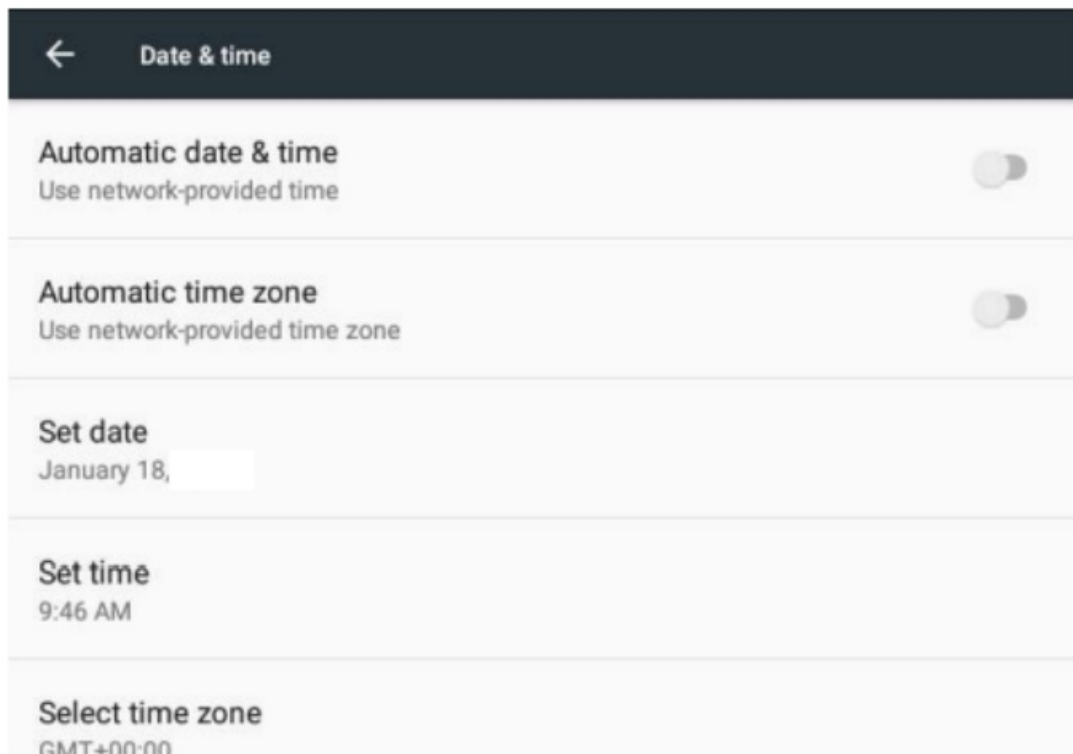 Date & time
Automatic date & time
Use network-provided time
Automatic time zone
Use network-provided time zone
Set date
January 18,
Set time
9:46 AM
Select time zone
GMT+00:00